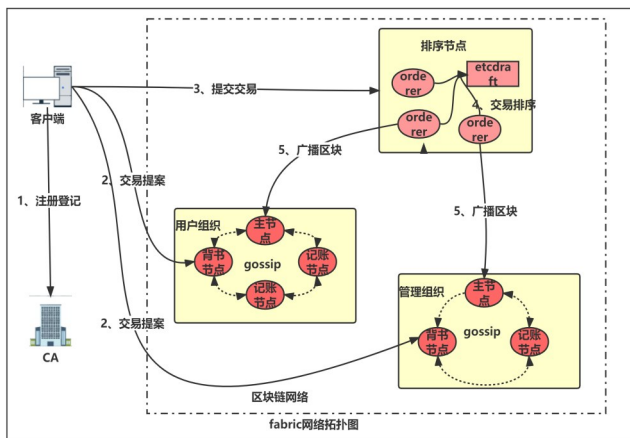 排序节点
etcdra
ft
orde
rer
3、提交交易
4、交易排序
orde
rer
orde
rer
客户端
5、广播区块
2、交易提案
1、注册登记
5、广播区块
用户组织
主节
点
背书
节点
gossip
记账
节点
记账
节点
管理组织
主节
点
2、交易提案
背书
节点
gossip
记账
节点
CA
区块链网络
fabric网络拓扑图